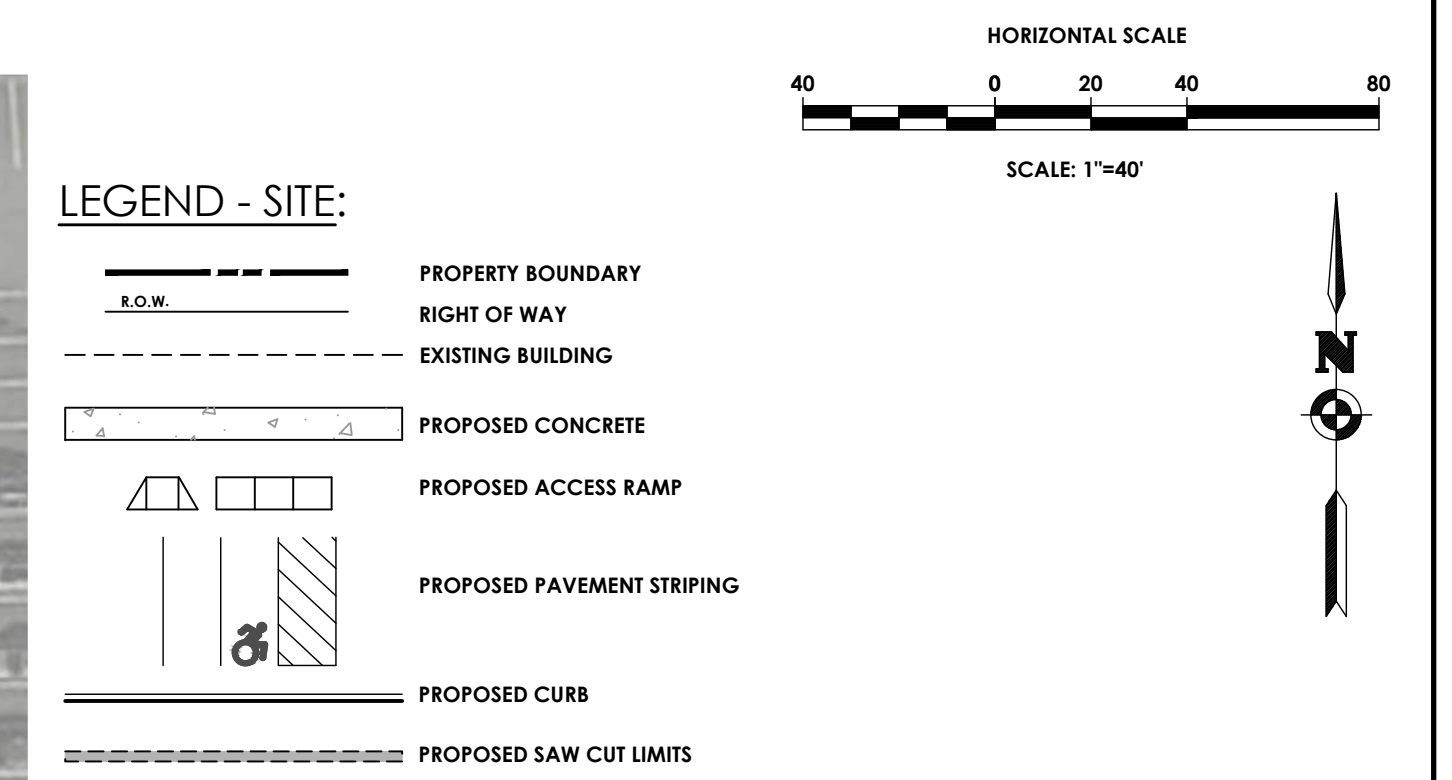 HORIZONTAL SCALE
40 0 20 40 80
SCALE: 1"=40'
LEGEND - SITE:
PROPERTY BOUNDARY
R.O.W.
RIGHT OF WAY
EXISTING BUILDING
PROPOSED CONCRETE
PROPOSED ACCESS RAMP
PROPOSED PAVEMENT STRIPING
PROPOSED CURB
PROPOSED SAW CUT LIMITS
N